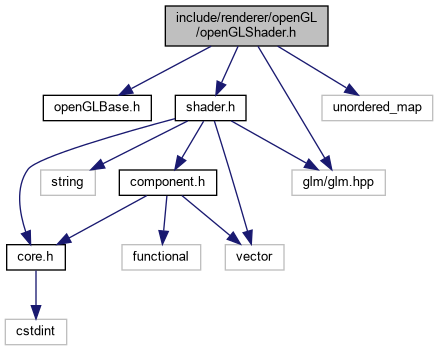 include/renderer/openGL
/openGLShader.h
openGLBase.h
shader.h
unordered_map
string
component.h
glm/glm.hpp
core.h
functional
vector
cstdint